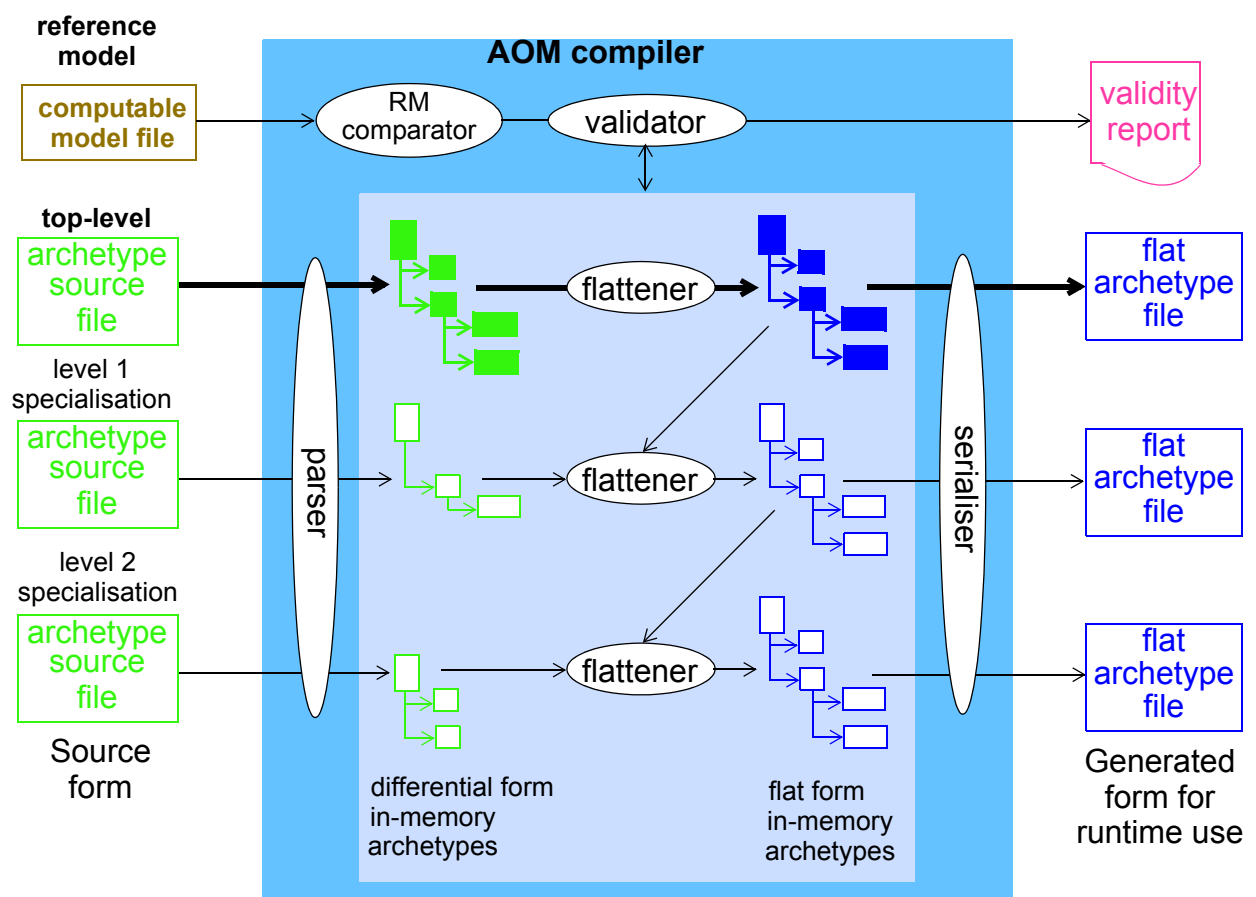 reference
model
AOM compiler
computable
model file
RM
comparator
validator
validity
report
top-level
archetype
source
file
flattener
flat
archetype
file
level 1
specialisation
archetype
source
file
parser
flattener
serialiser
flat
archetype
file
level 2
specialisation
archetype
source
file
flattener
flat
archetype
file
Source
form
differential form
in-memory
archetypes
flat form
in-memory
archetypes
Generated
form for
runtime use